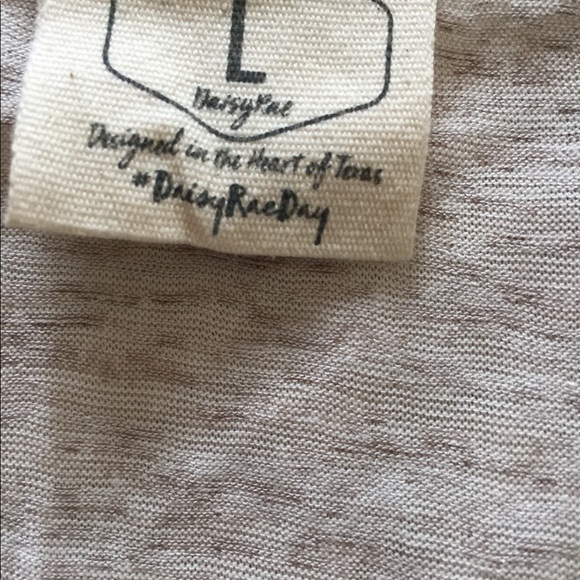 L
DaisyRae
Designed in the Heart of Texas
#DaisyRaeDay